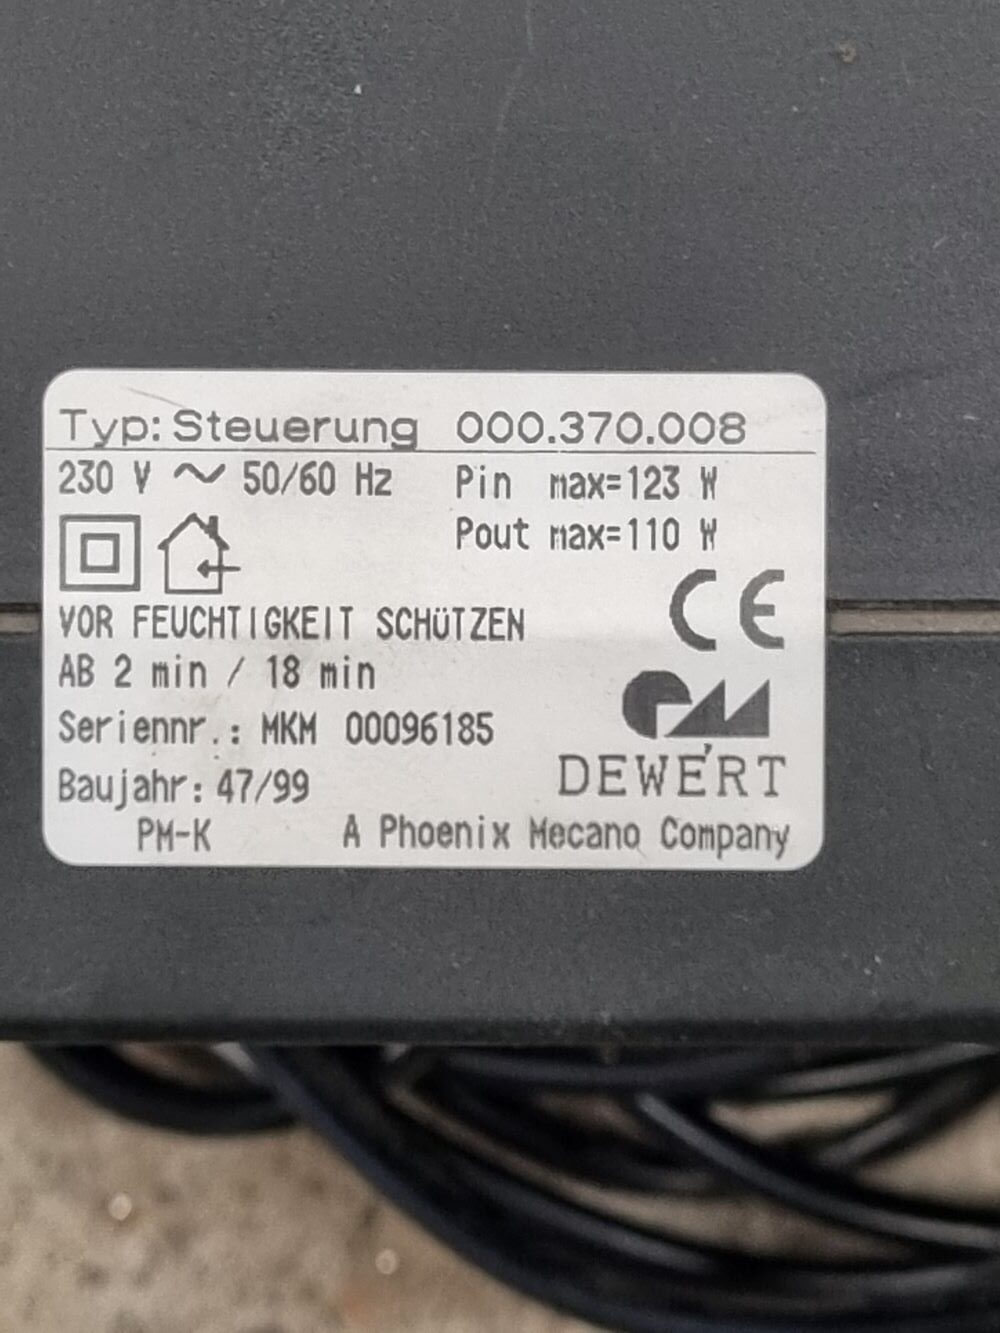 Typ: Steuerung 000.370.008
230 V ~ 50/60 Hz Pin max=123 W
Pout max=110 W
CE
VOR FEUCHTIGKEIT SCHÜTZEN
AB 2 min / 18 min
Seriennr.: MKM 00096185
DEWERT
Baujahr: 47/99
PM-K A Phoenix Mecano Company